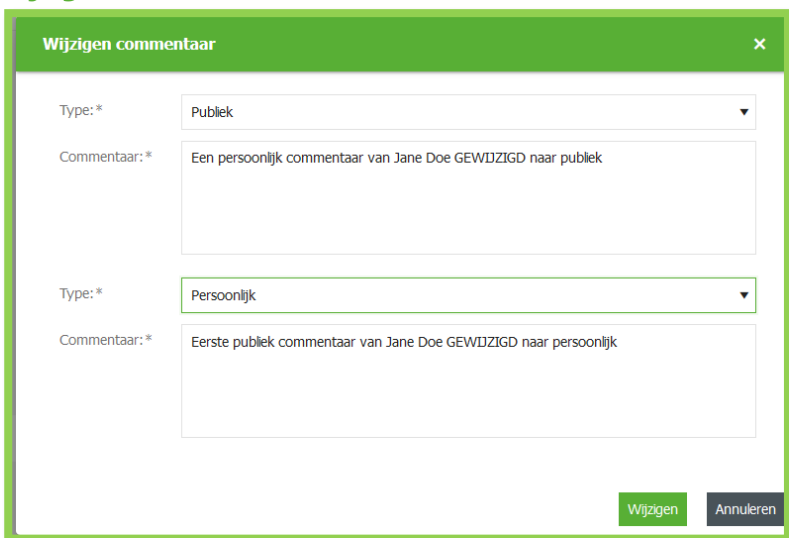 Wijzigen commentaar ×
Type:* Publiek
Commentaar:* Een persoonlijk commentaar van Jane Doe GEWIJZIGD naar publiek
Type:* Persoonlijk
Commentaar:* Eerste publiek commentaar van Jane Doe GEWIJZIGD naar persoonlijk
Wijzigen Annuleren